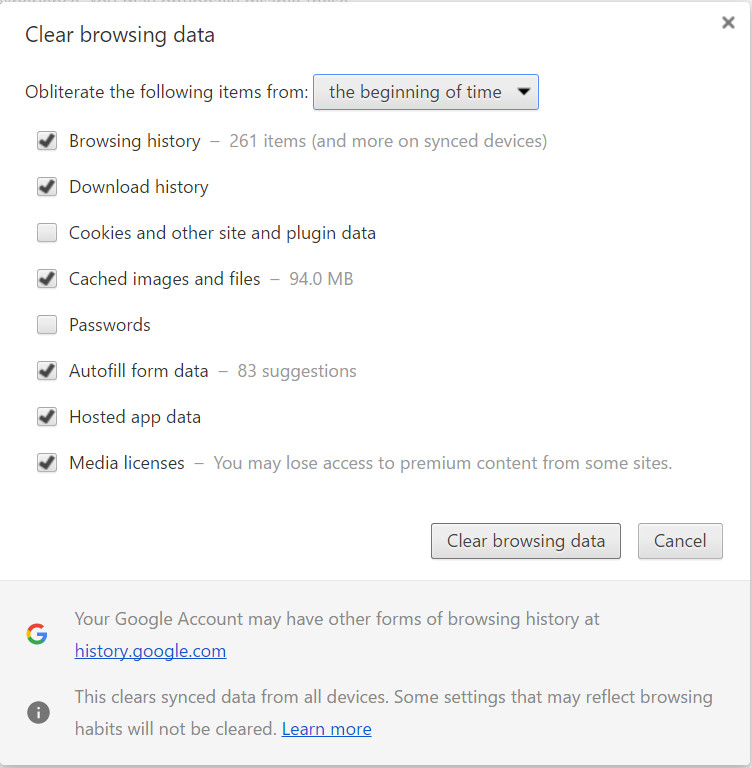 Clear browsing data
Obliterate the following items from: the beginning of time
Browsing history – 261 items (and more on synced devices)
Download history
Cookies and other site and plugin data
Cached images and files – 94.0 MB
Passwords
Autofill form data – 83 suggestions
Hosted app data
Media licenses – You may lose access to premium content from some sites.
Clear browsing data Cancel
Your Google Account may have other forms of browsing history at
history.google.com
This clears synced data from all devices. Some settings that may reflect browsing
habits will not be cleared. Learn more